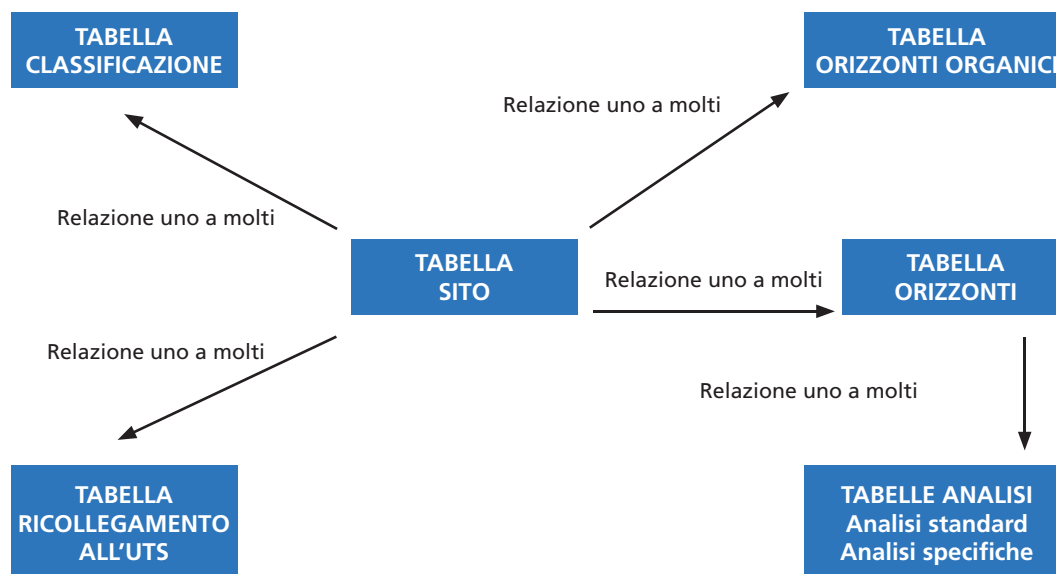 TABELLA
CLASSIFICAZIONE
TABELLA
ORIZZONTI ORGANICI
Relazione uno a molti
Relazione uno a molti
TABELLA
SITO
Relazione uno a molti
TABELLA
ORIZZONTI
Relazione uno a molti
Relazione uno a molti
TABELLA
RICOLLEGAMENTO
ALL'UTS
TABELLE ANALISI
Analisi standard
Analisi specifiche